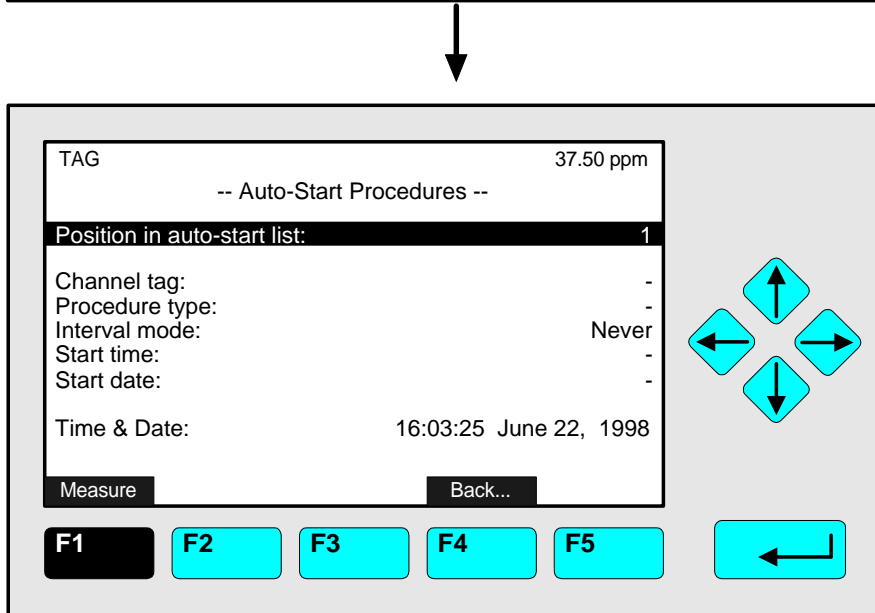 TAG 37.50 ppm
-- Auto-Start Procedures --
Position in auto-start list: 1
Channel tag: -
Procedure type: -
Interval mode: Never
Start time: -
Start date: -
Time & Date: 16:03:25 June 22, 1998
Measure Back...
F1 F2 F3 F4 F5